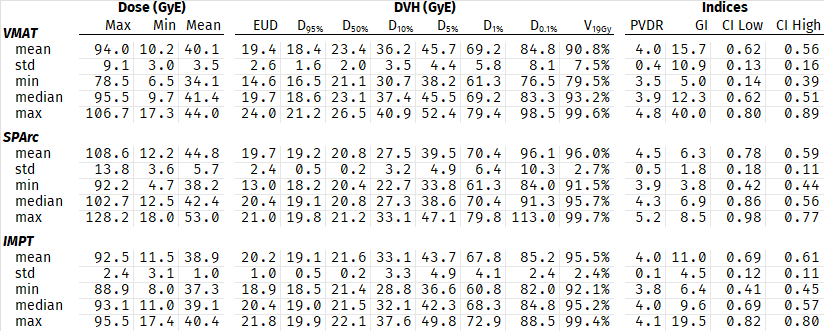 Dose (GyE) DVH (GyE) Indices
Max Min Mean EUD D95% D50% D10% D5% D1% D0.1% V19Gy PVDR GI CI Low CI High
VMAT
mean 94.0 10.2 40.1 19.4 18.4 23.4 36.2 45.7 69.2 84.8 90.8% 4.0 15.7 0.62 0.56
std 9.1 3.0 3.5 2.6 1.6 2.0 3.5 4.4 5.8 8.1 7.5% 0.4 10.9 0.13 0.16
min 78.5 6.5 34.1 14.6 16.5 21.1 30.7 38.2 61.3 76.5 79.5% 3.5 5.0 0.14 0.39
median 95.5 9.7 41.4 19.7 18.6 23.1 37.4 45.5 69.2 83.3 93.2% 3.9 12.3 0.62 0.51
max 106.7 17.3 44.0 24.0 21.2 26.5 40.9 52.4 79.4 98.5 99.6% 4.8 40.0 0.80 0.89
SPArc
mean 108.6 12.2 44.8 19.7 19.2 20.8 27.5 39.5 70.4 96.1 96.0% 4.5 6.3 0.78 0.59
std 13.8 3.6 5.7 2.4 0.5 0.2 3.2 4.9 6.4 10.3 2.7% 0.5 1.8 0.18 0.11
min 92.2 4.7 38.2 13.0 18.2 20.4 22.7 33.8 61.3 84.0 91.5% 3.9 3.8 0.42 0.44
median 102.7 12.5 42.4 20.4 19.1 20.8 27.3 38.6 70.4 91.3 95.7% 4.3 6.9 0.86 0.56
max 128.2 18.0 53.0 21.0 19.8 21.2 33.1 47.1 79.8 113.0 99.7% 5.2 8.5 0.98 0.77
IMPT
mean 92.5 11.5 38.9 20.2 19.1 21.6 33.1 43.7 67.8 85.2 95.5% 4.0 11.0 0.69 0.61
std 2.4 3.1 1.0 1.0 0.5 0.2 3.3 4.9 4.1 2.4 2.4% 0.1 4.5 0.12 0.11
min 88.9 8.0 37.3 18.9 18.5 21.4 28.8 36.6 60.8 82.0 92.1% 3.8 6.4 0.41 0.45
median 93.1 11.0 39.1 20.4 19.0 21.5 32.1 42.3 68.3 84.8 95.2% 4.0 9.6 0.69 0.57
max 95.5 17.4 40.4 21.8 19.9 22.1 37.6 49.8 72.9 88.5 99.4% 4.1 19.5 0.82 0.80